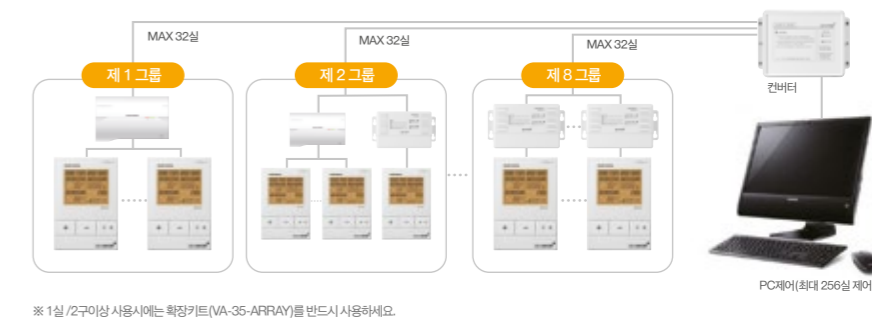 MAX 32실
MAX 32실
MAX 32실
제 1 그룹
제 2 그룹
제 8 그룹
컨버터
PC제어(최대 256실 제어
※ 1실 /2구이상 사용시에는 확장키트(VA-35-ARRAY)를 반드시 사용하세요.